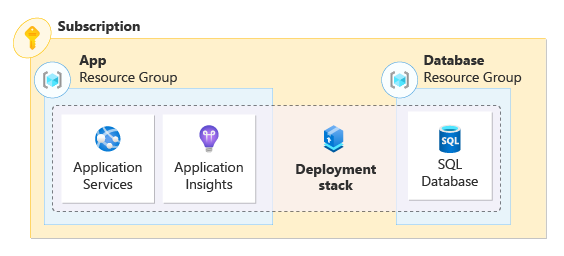 Subscription
App
Resource Group
Database
Resource Group
Application
Services
Application
Insights
Deployment
stack
SQL
SQL
Database